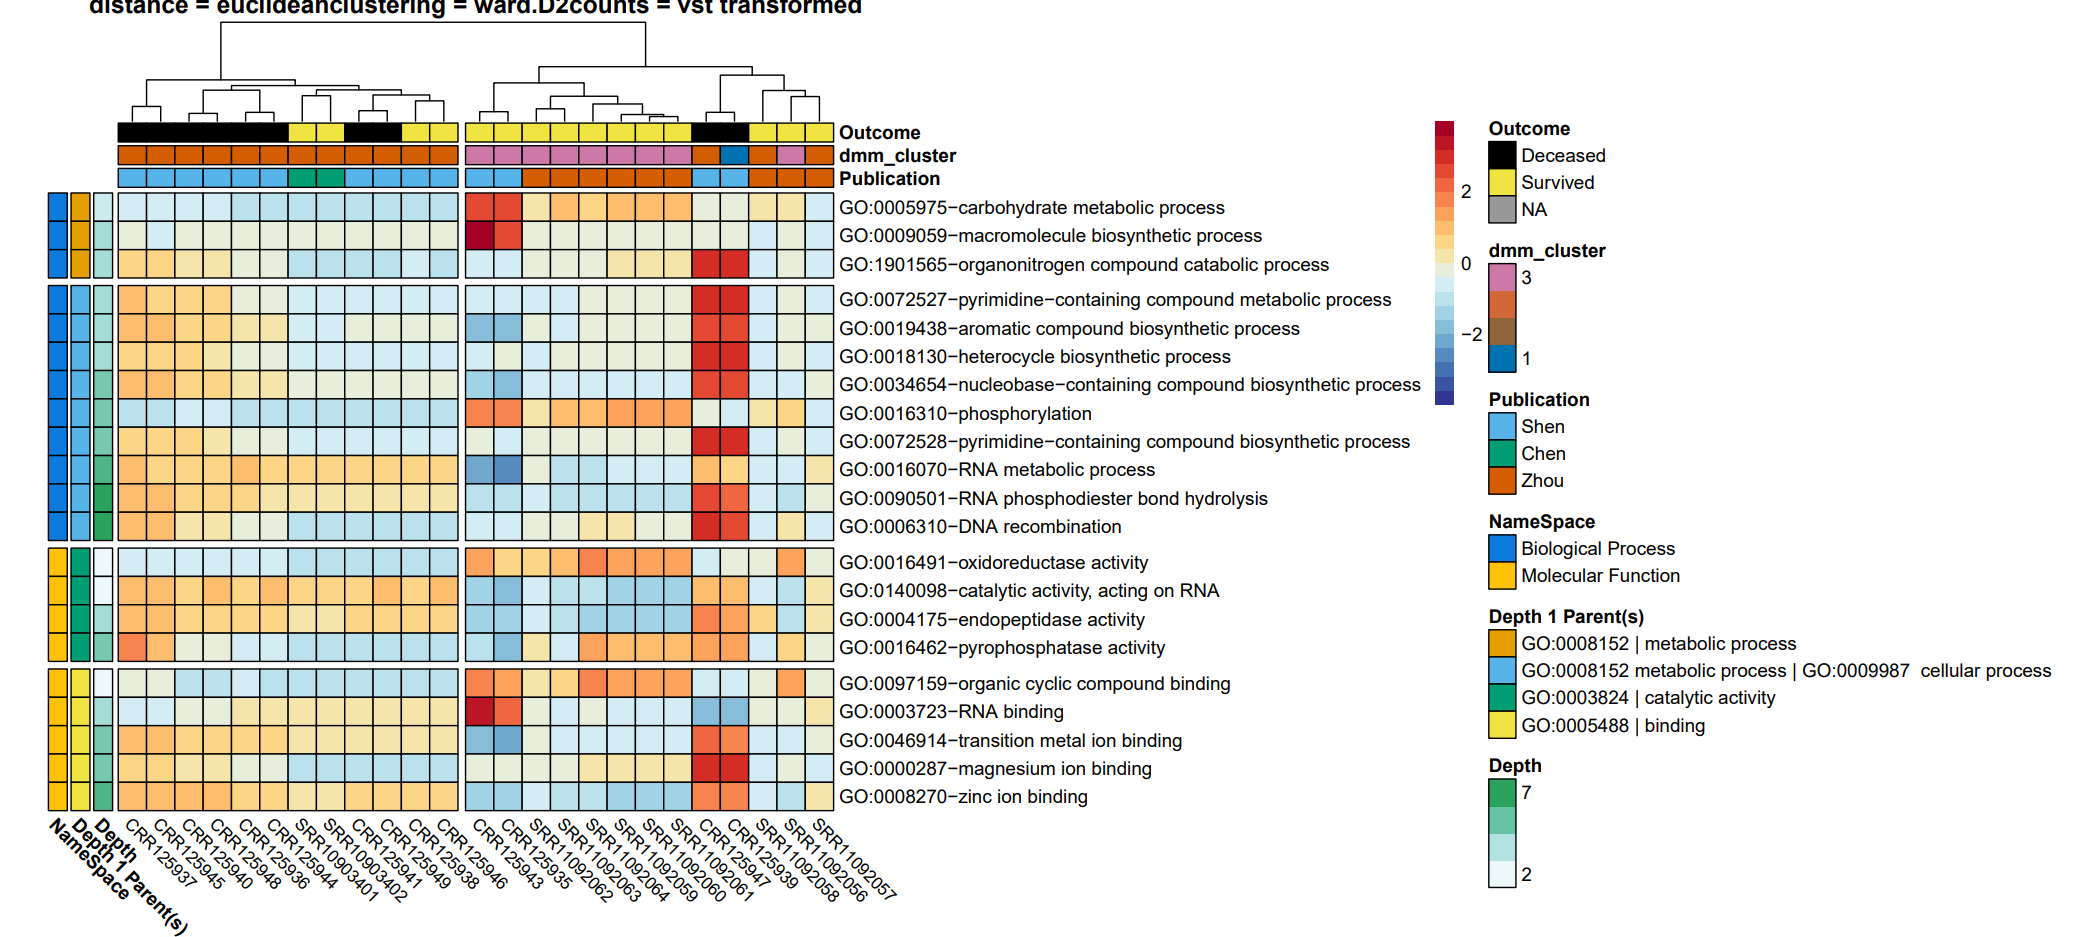 distance = euclideanclustering = ward.D2counts = vst transformed
Outcome
dmm_cluster
Publication
GO:0005975−carbohydrate metabolic process
GO:0009059−macromolecule biosynthetic process
GO:1901565−organonitrogen compound catabolic process
GO:0072527−pyrimidine−containing compound metabolic process
GO:0019438−aromatic compound biosynthetic process
GO:0018130−heterocycle biosynthetic process
GO:0034654−nucleobase−containing compound biosynthetic process
GO:0016310−phosphorylation
GO:0072528−pyrimidine−containing compound biosynthetic process
GO:0016070−RNA metabolic process
GO:0090501−RNA phosphodiester bond hydrolysis
GO:0006310−DNA recombination
GO:0016491−oxidoreductase activity
GO:0140098−catalytic activity, acting on RNA
GO:0004175−endopeptidase activity
GO:0016462−pyrophosphatase activity
GO:0097159−organic cyclic compound binding
GO:0003723−RNA binding
GO:0046914−transition metal ion binding
GO:0000287−magnesium ion binding
GO:0008270−zinc ion binding
NameSpace
Depth 1 Parent(s)
Depth
CRR125937
CRR125945
CRR125940
CRR125948
CRR125936
CRR125944
SRR10903401
SRR10903402
CRR125941
CRR125949
CRR125938
CRR125946
CRR125943
CRR125935
SRR11092062
SRR11092063
SRR11092064
SRR11092059
SRR11092060
SRR11092061
CRR125947
CRR125939
SRR11092058
SRR11092056
SRR11092057
2
0
−2
Outcome
Deceased
Survived
NA
dmm_cluster
3
1
Publication
Shen
Chen
Zhou
NameSpace
Biological Process
Molecular Function
Depth 1 Parent(s)
GO:0008152 | metabolic process
GO:0008152 metabolic process | GO:0009987  cellular process
GO:0003824 | catalytic activity
GO:0005488 | binding
Depth
7
2